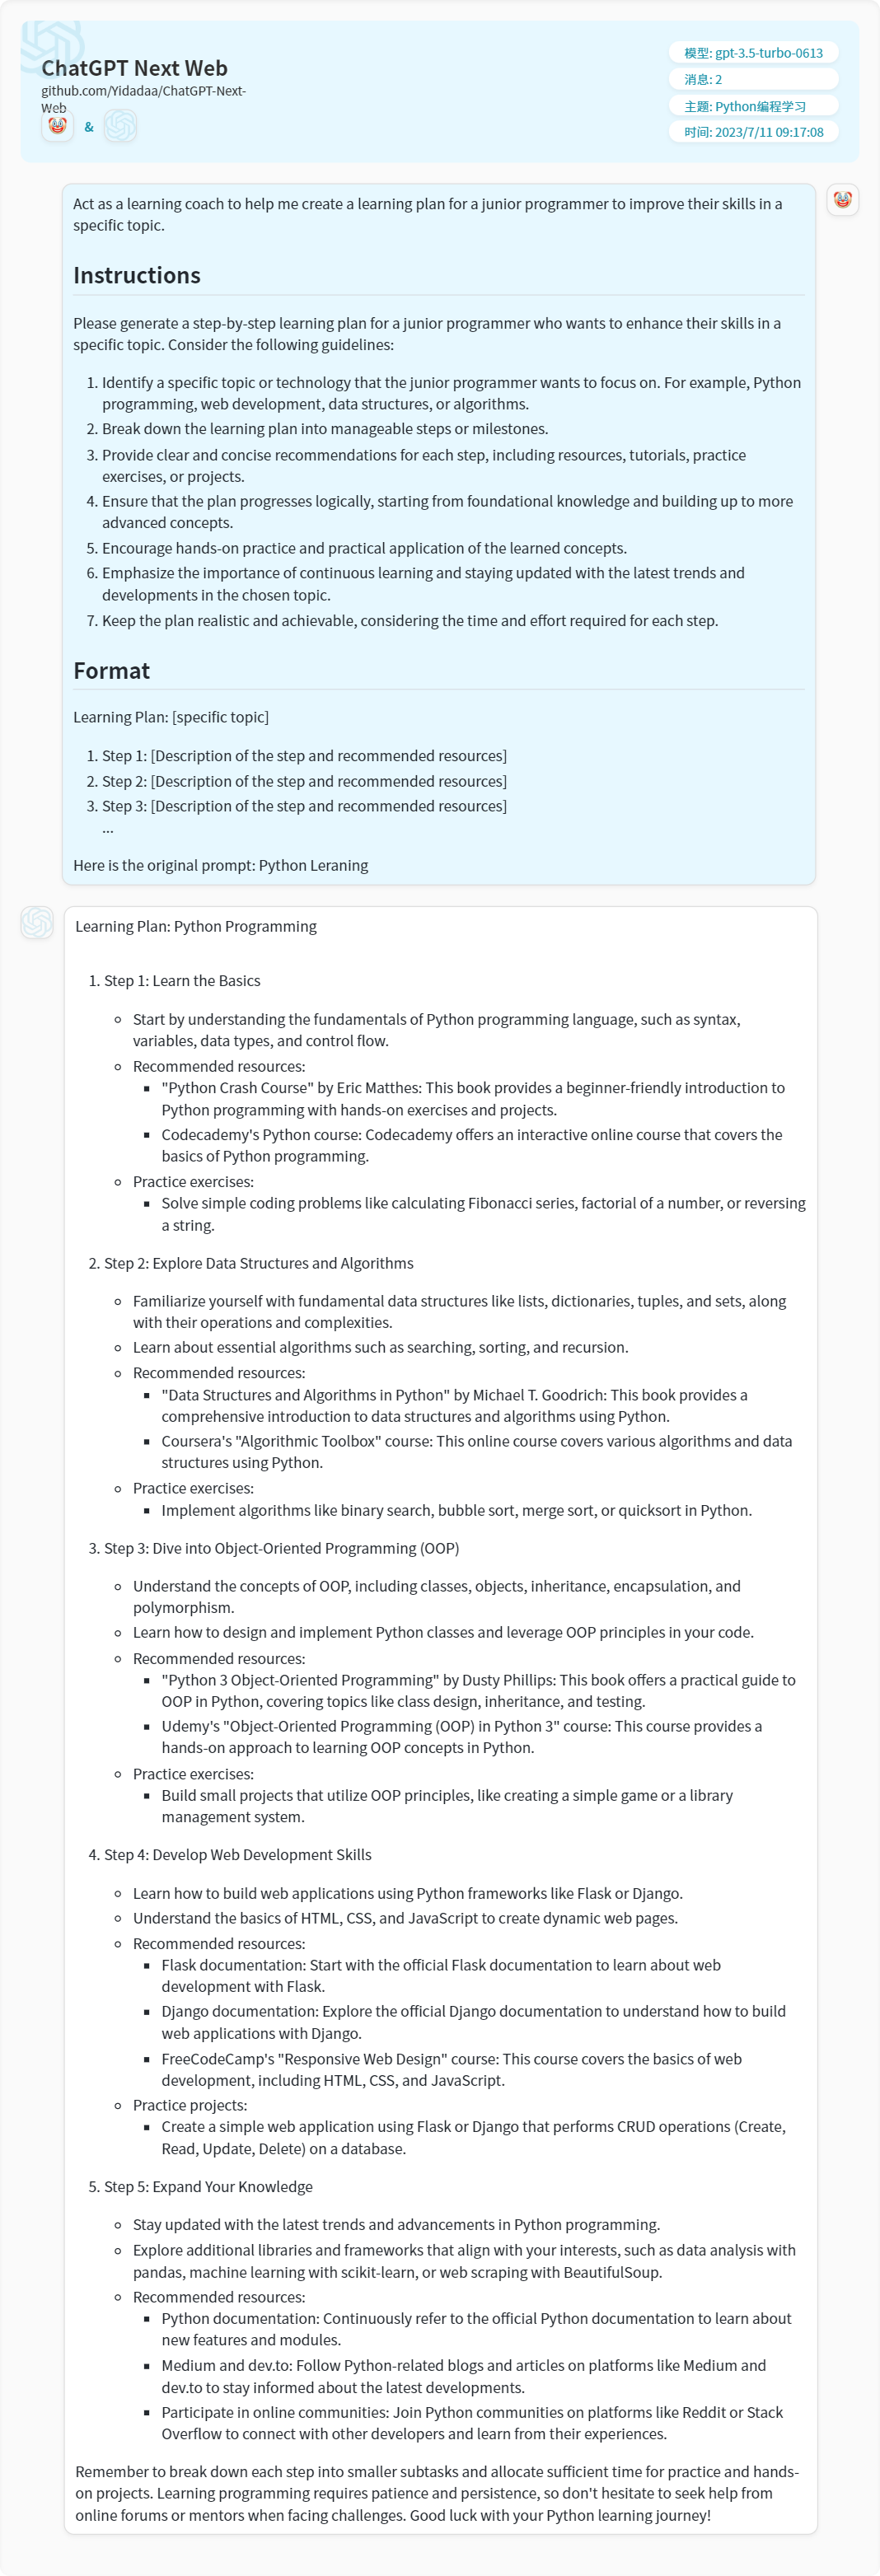 ChatGPT Next Web
github.com/Yidadaa/ChatGPT-Next-
Web
&
模型: gpt-3.5-turbo-0613
消息: 2
主题: Python编程学习
时间: 2023/7/11 09:17:08
Act as a learning coach to help me create a learning plan for a junior programmer to improve their skills in a
specific topic.
Instructions
Please generate a step-by-step learning plan for a junior programmer who wants to enhance their skills in a
specific topic. Consider the following guidelines:
1. Identify a specific topic or technology that the junior programmer wants to focus on. For example, Python
programming, web development, data structures, or algorithms.
2. Break down the learning plan into manageable steps or milestones.
3. Provide clear and concise recommendations for each step, including resources, tutorials, practice
exercises, or projects.
4. Ensure that the plan progresses logically, starting from foundational knowledge and building up to more
advanced concepts.
5. Encourage hands-on practice and practical application of the learned concepts.
6. Emphasize the importance of continuous learning and staying updated with the latest trends and
developments in the chosen topic.
7. Keep the plan realistic and achievable, considering the time and effort required for each step.
Format
Learning Plan: [specific topic]
1. Step 1: [Description of the step and recommended resources]
2. Step 2: [Description of the step and recommended resources]
3. Step 3: [Description of the step and recommended resources]
...
Here is the original prompt: Python Leraning
Learning Plan: Python Programming
1. Step 1: Learn the Basics
Start by understanding the fundamentals of Python programming language, such as syntax,
variables, data types, and control flow.
Recommended resources:
"Python Crash Course" by Eric Matthes: This book provides a beginner-friendly introduction to
Python programming with hands-on exercises and projects.
Codecademy's Python course: Codecademy offers an interactive online course that covers the
basics of Python programming.
Practice exercises:
Solve simple coding problems like calculating Fibonacci series, factorial of a number, or reversing
a string.
2. Step 2: Explore Data Structures and Algorithms
Familiarize yourself with fundamental data structures like lists, dictionaries, tuples, and sets, along
with their operations and complexities.
Learn about essential algorithms such as searching, sorting, and recursion.
Recommended resources:
"Data Structures and Algorithms in Python" by Michael T. Goodrich: This book provides a
comprehensive introduction to data structures and algorithms using Python.
Coursera's "Algorithmic Toolbox" course: This online course covers various algorithms and data
structures using Python.
Practice exercises:
Implement algorithms like binary search, bubble sort, merge sort, or quicksort in Python.
3. Step 3: Dive into Object-Oriented Programming (OOP)
Understand the concepts of OOP, including classes, objects, inheritance, encapsulation, and
polymorphism.
Learn how to design and implement Python classes and leverage OOP principles in your code.
Recommended resources:
"Python 3 Object-Oriented Programming" by Dusty Phillips: This book offers a practical guide to
OOP in Python, covering topics like class design, inheritance, and testing.
Udemy's "Object-Oriented Programming (OOP) in Python 3" course: This course provides a
hands-on approach to learning OOP concepts in Python.
Practice exercises:
Build small projects that utilize OOP principles, like creating a simple game or a library
management system.
4. Step 4: Develop Web Development Skills
Learn how to build web applications using Python frameworks like Flask or Django.
Understand the basics of HTML, CSS, and JavaScript to create dynamic web pages.
Recommended resources:
Flask documentation: Start with the official Flask documentation to learn about web
development with Flask.
Django documentation: Explore the official Django documentation to understand how to build
web applications with Django.
FreeCodeCamp's "Responsive Web Design" course: This course covers the basics of web
development, including HTML, CSS, and JavaScript.
Practice projects:
Create a simple web application using Flask or Django that performs CRUD operations (Create,
Read, Update, Delete) on a database.
5. Step 5: Expand Your Knowledge
Stay updated with the latest trends and advancements in Python programming.
Explore additional libraries and frameworks that align with your interests, such as data analysis with
pandas, machine learning with scikit-learn, or web scraping with BeautifulSoup.
Recommended resources:
Python documentation: Continuously refer to the official Python documentation to learn about
new features and modules.
Medium and dev.to: Follow Python-related blogs and articles on platforms like Medium and
dev.to to stay informed about the latest developments.
Participate in online communities: Join Python communities on platforms like Reddit or Stack
Overflow to connect with other developers and learn from their experiences.
Remember to break down each step into smaller subtasks and allocate sufficient time for practice and hands-
on projects. Learning programming requires patience and persistence, so don't hesitate to seek help from
online forums or mentors when facing challenges. Good luck with your Python learning journey!